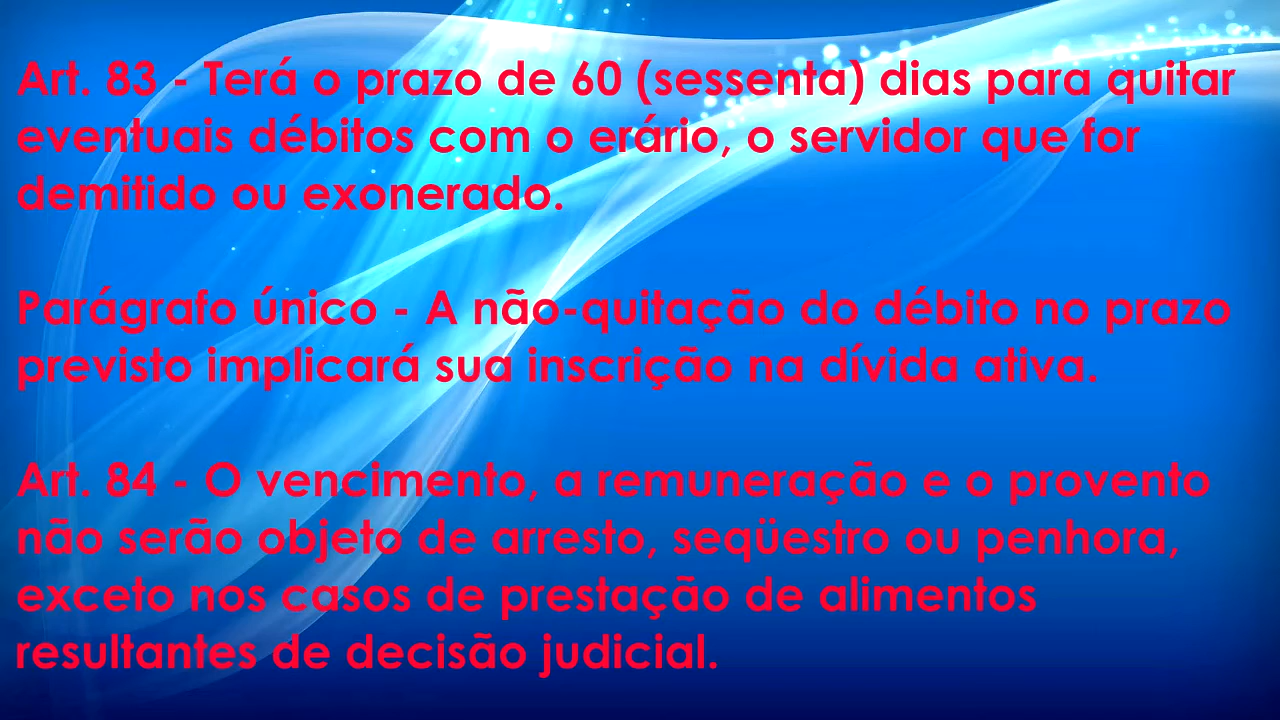 Art. 83 - Terá o prazo de 60 (sessenta) dias para quitar
eventuais débitos com o erário, o servidor que for
demitido ou exonerado.
Parágrafo único - A não-quitação do débito no prazo
previsto implicará sua inscrição na dívida ativa.
Art. 84 - O vencimento, a remuneração e o provento
não serão objeto de arresto, seqüestro ou penhora,
exceto nos casos de prestação de alimentos
resultantes de decisão judicial.